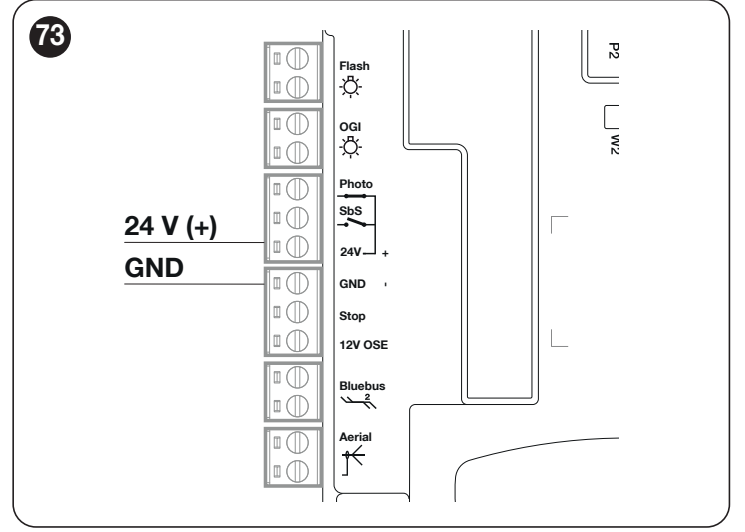 73
Flash
OGI
Photo
SbS
24 V (+)
24V +
GND
GND -
Stop
12V OSE
Bluebus
2
Aerial
P2
W2